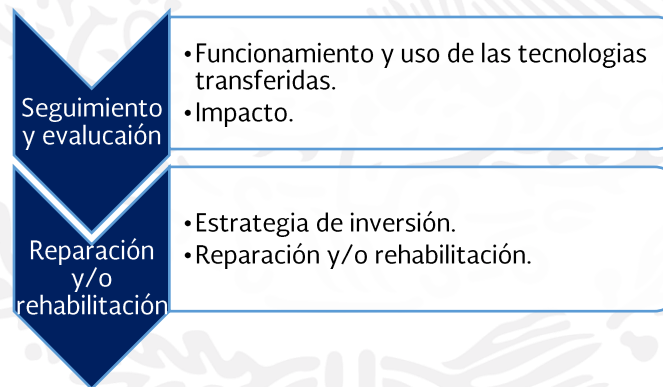 Seguimiento
y evalucaión
•Funcionamiento y uso de las tecnologias
transferidas.
•Impacto.
Reparación
y/o
rehabilitación
•Estrategia de inversión.
•Reparación y/o rehabilitación.